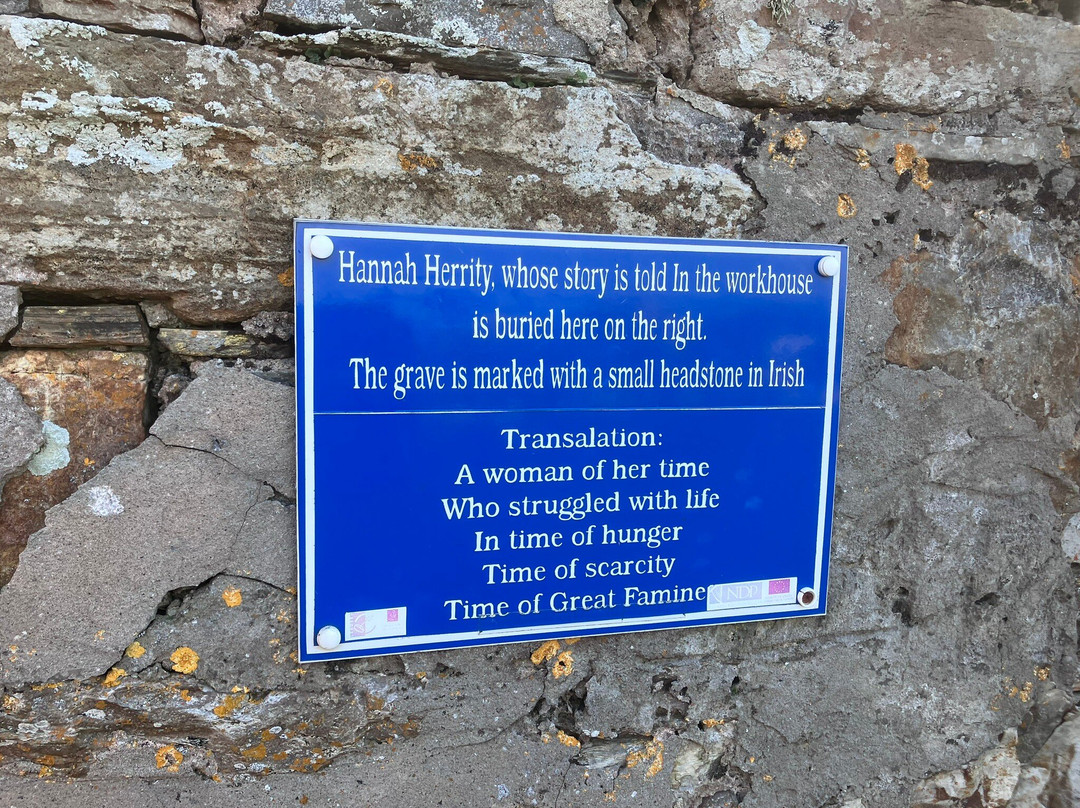 Hannah Herrity, whose story is told In the workhouse
is buried here on the right.
The grave is marked with a small headstone in Irish
Transalation:
A woman of her time
Who struggled with life
In time of hunger
Time of scarcity
Time of Great Famine
NDP